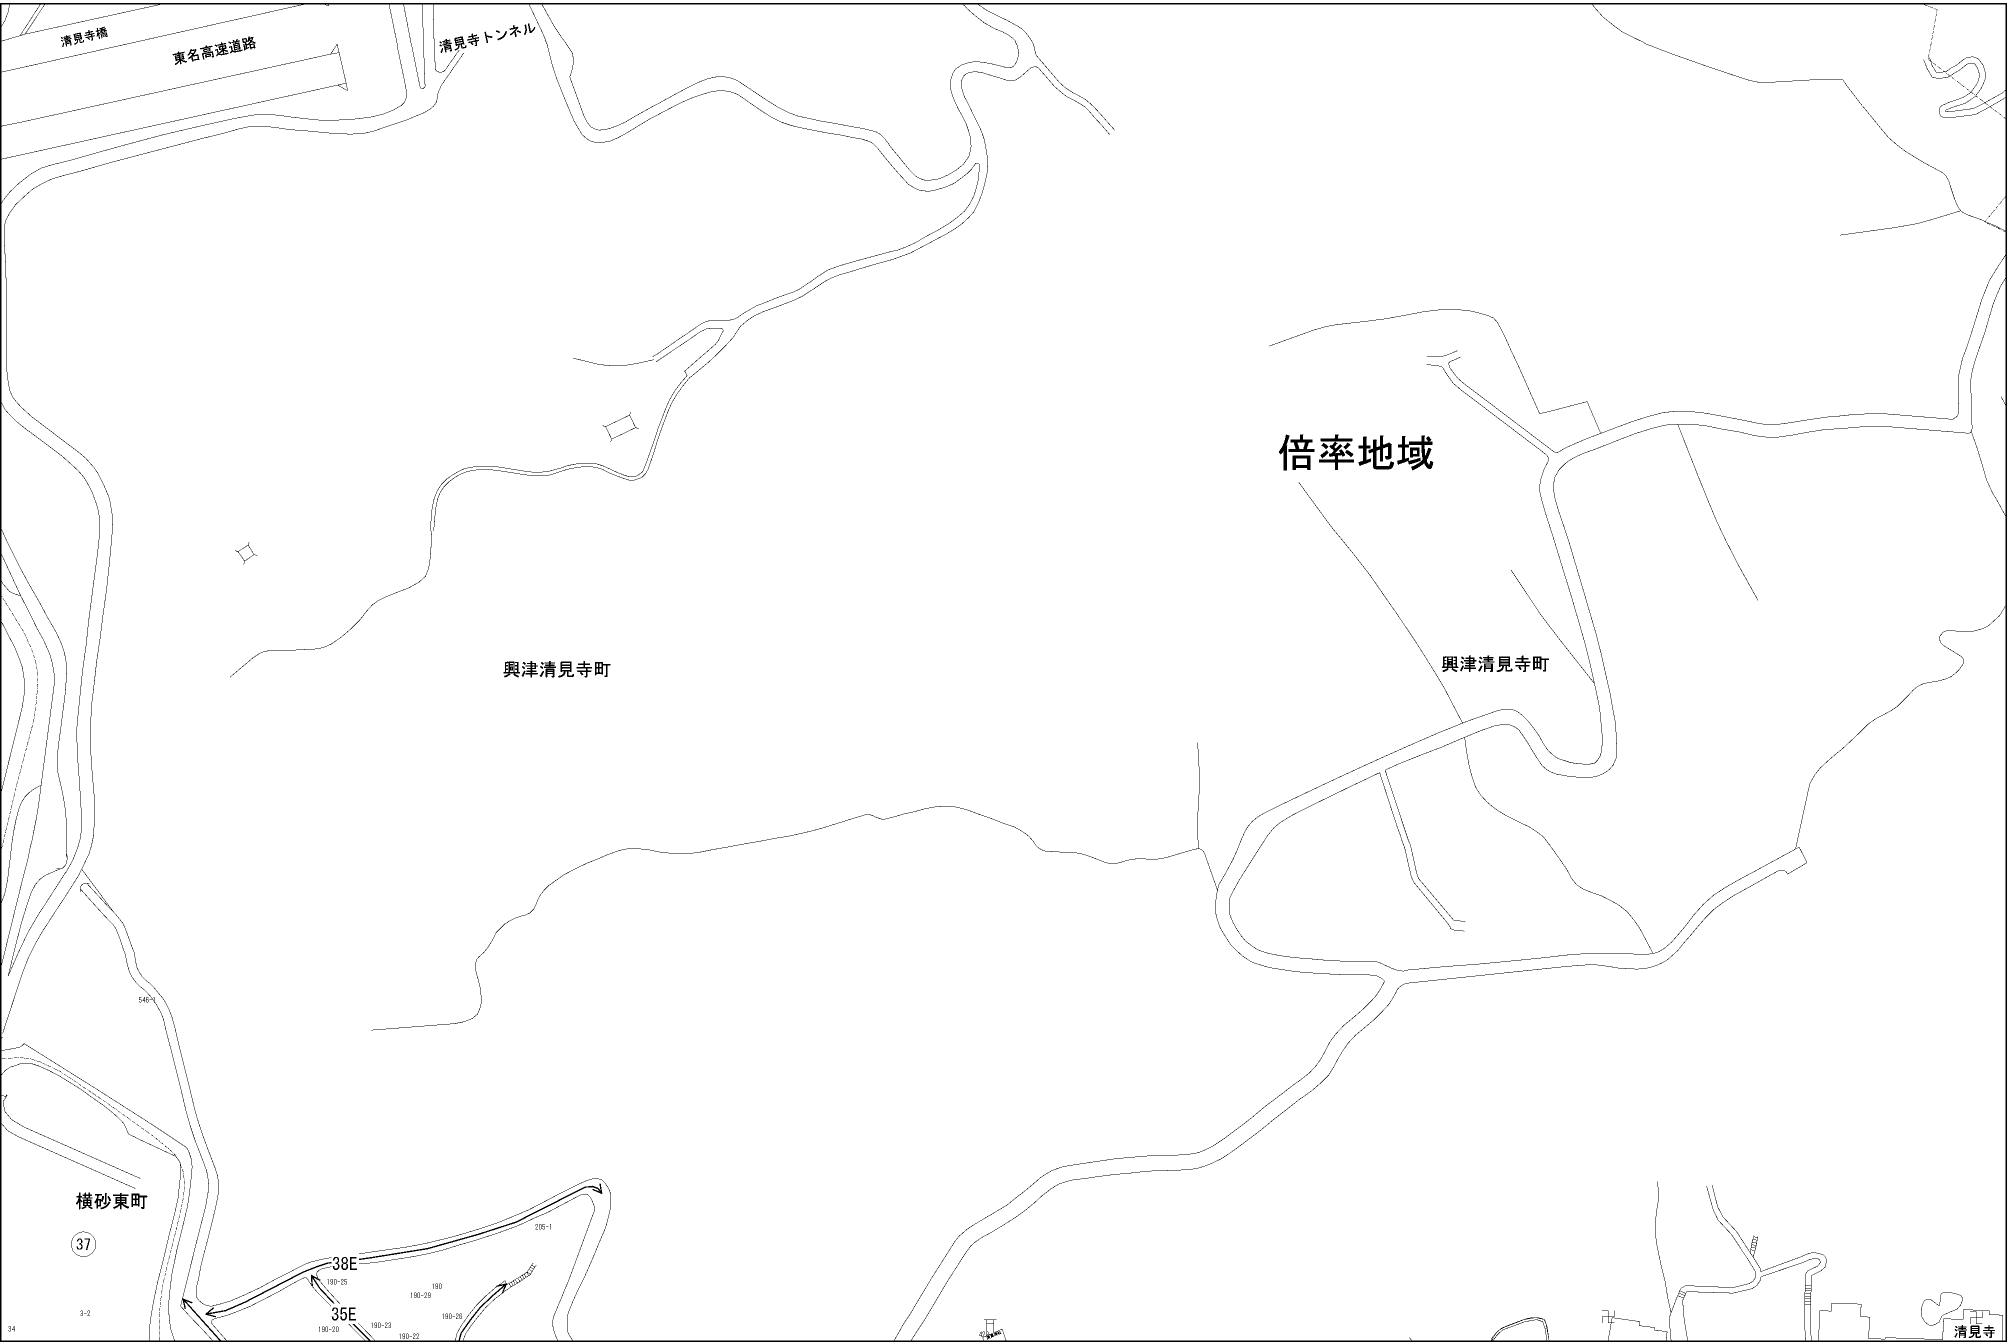 清見寺橋
東名高速道路
清見寺トンネル
倍率地域
興津清見寺町
興津清見寺町
546-1
横砂東町
37
205-1
38E
190-25
190
190-29
3-2
35E
190-26
190-23
190-20
190-22
34
清見寺